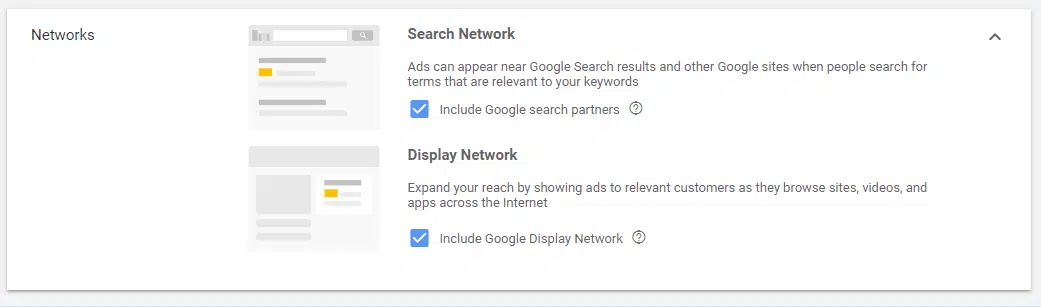 Networks
Search Network
Ads can appear near Google Search results and other Google sites when people search for
terms that are relevant to your keywords
Include Google search partners
Display Network
Expand your reach by showing ads to relevant customers as they browse sites, videos, and
apps across the Internet
Include Google Display Network